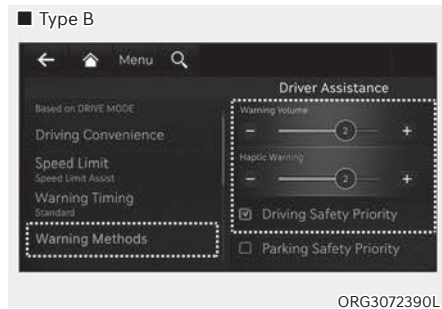 ■ Type B
Menu
Driver Assistance
Based on DRIVE MODE
Driving Convenience
Speed Limit
Speed Limit Assist
Warning Timing
Standard
Warning Methods
Warning Volume
- 2 +
Haptic Warning
- 2 +
Driving Safety Priority
Parking Safety Priority
ORG3072390L